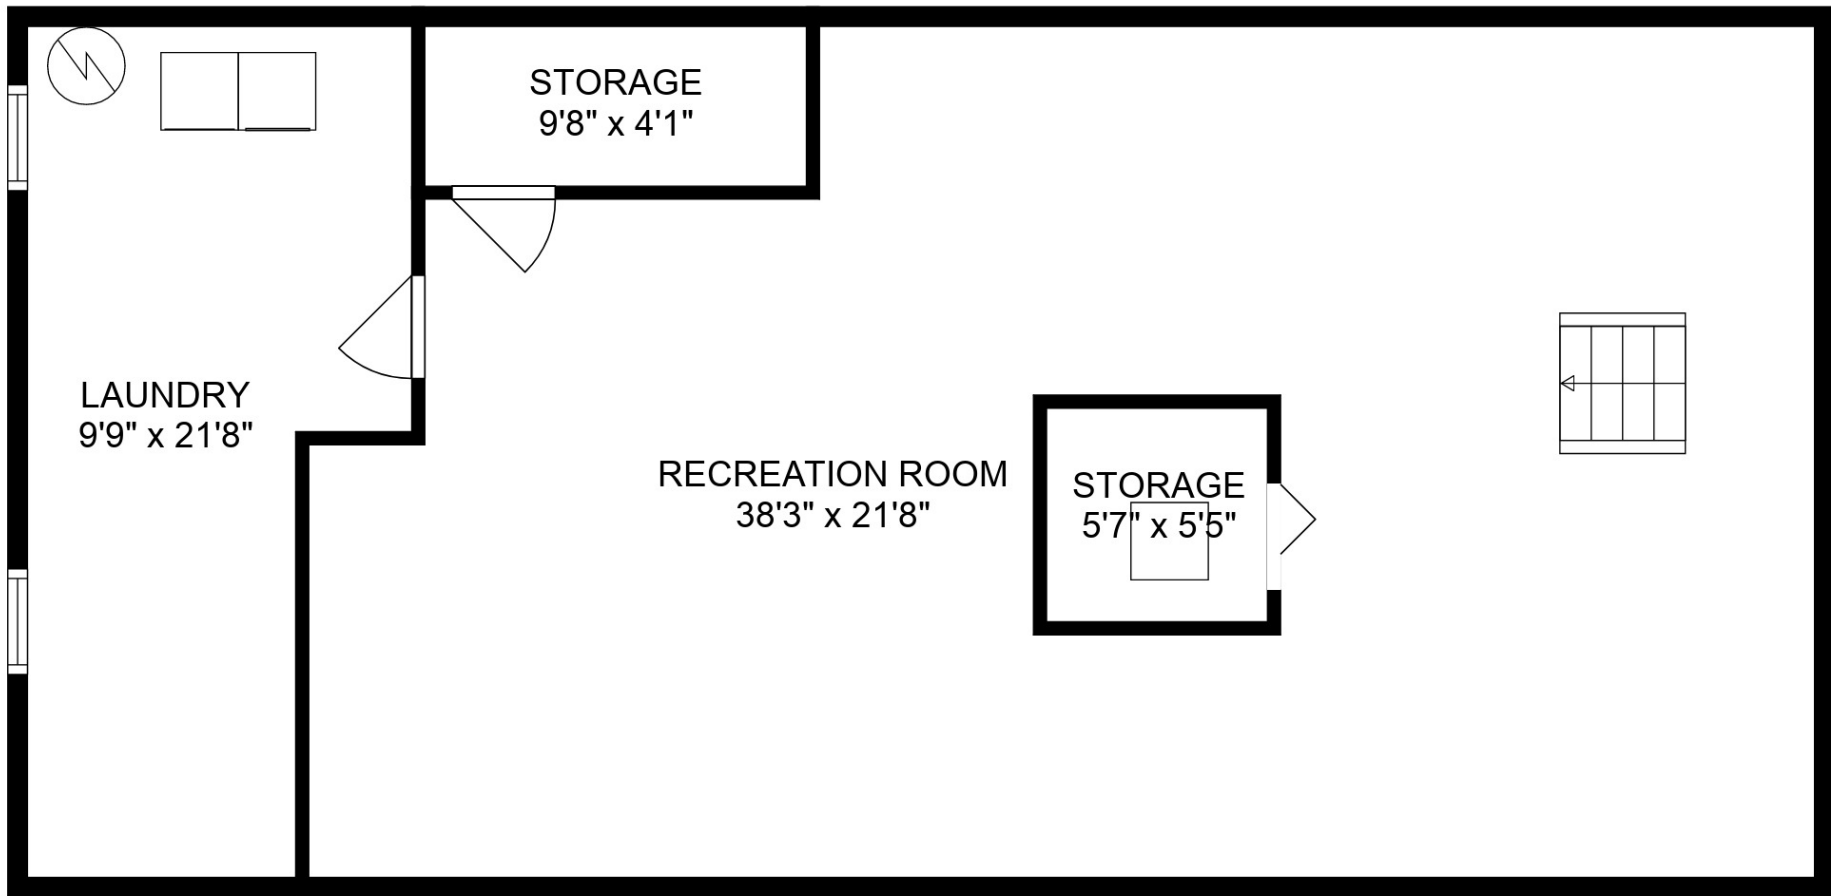 STORAGE
9'8" x 4'1"
LAUNDRY
9'9" x 21'8"
RECREATION ROOM
38'3" x 21'8"
STORAGE
5'7" x 5'5"